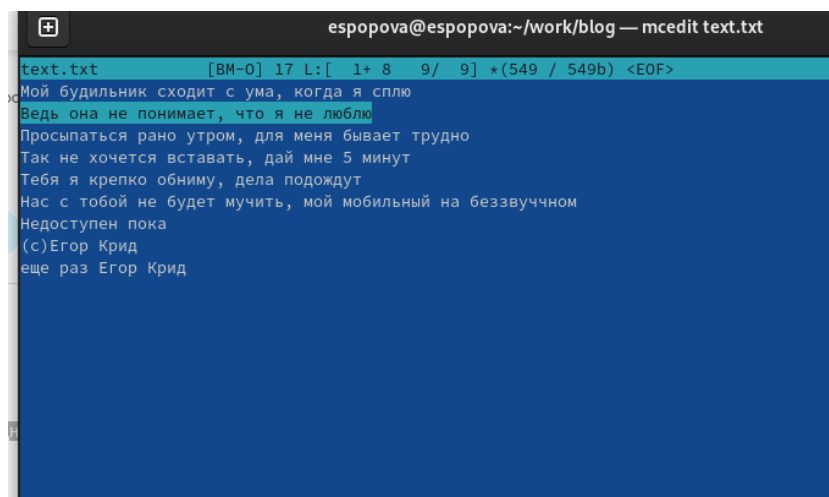 espopova@espopova:~/work/blog — mcedit text.txt
text.txt [BM-O] 17 L:[ 1+ 8 9/ 9] *(549 / 549b) <EOF>
Мой будильник сходит с ума, когда я сплю
Ведь она не понимает, что я не люблю
Просыпаться рано утром, для меня бывает трудно
Так не хочется вставать, дай мне 5 минут
Тебя я крепко обниму, дела подождут
Нас с тобой не будет мучить, мой мобильный на беззвуччном
Недоступен пока
(с)Егор Крид
еще раз Егор Крид